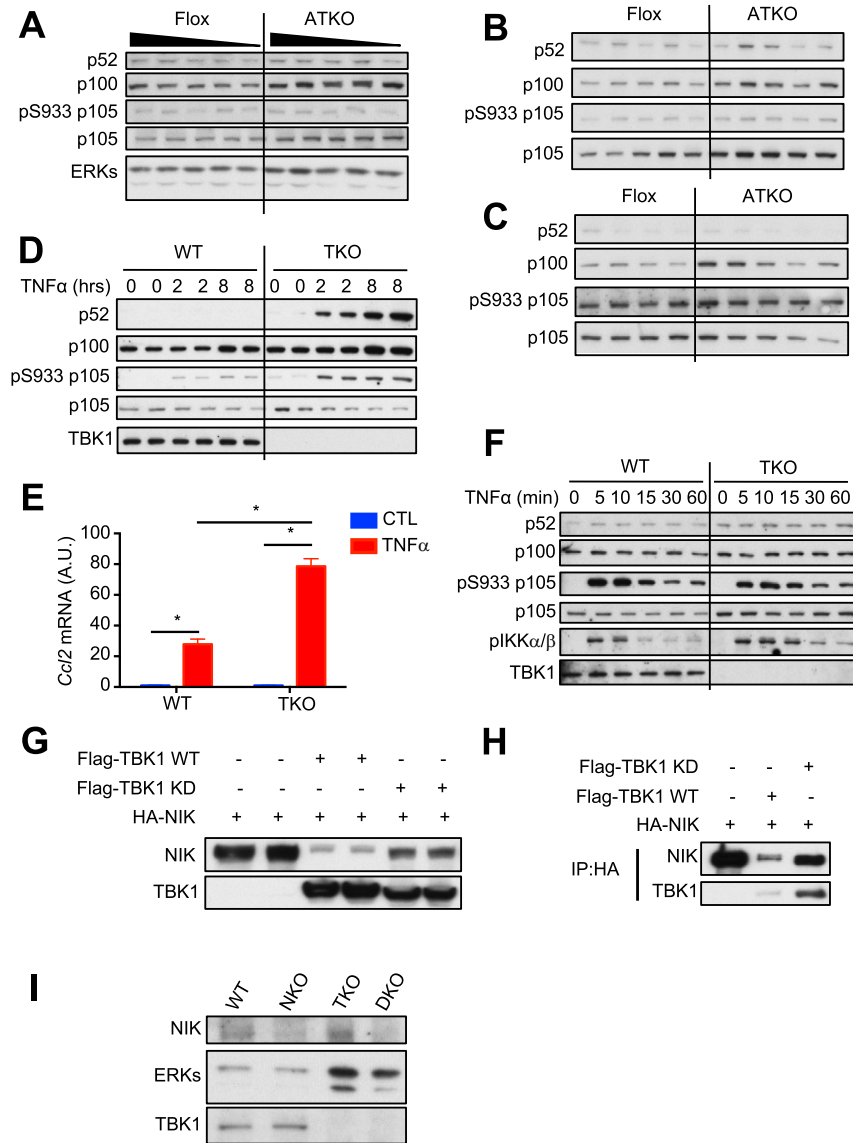 A
Flox ATKO
p52
p100
pS933 p105
p105
ERKs
B
Flox ATKO
p52
p100
pS933 p105
p105
C
Flox ATKO
p52
p100
pS933 p105
p105
D
WT TKO
TNFα (hrs) 0 0 2 2 8 8 0 0 2 2 8 8
p52
p100
pS933 p105
p105
TBK1
E
Ccl2 mRNA (A.U.)
100
80
60
40
20
0
* * *
CTL
TNFα
WT TKO
F
WT TKO
TNFα (min) 0 5 10 15 30 60 0 5 10 15 30 60
p52
p100
pS933 p105
p105
pIKKα/β
TBK1
G
Flag-TBK1 WT - - + + - -
Flag-TBK1 KD - - - - + +
HA-NIK + + + + + +
NIK
TBK1
H
Flag-TBK1 KD - - +
Flag-TBK1 WT - + -
HA-NIK + + +
IP:HA
NIK
TBK1
I
WT NKO TKO DKO
NIK
ERKs
TBK1